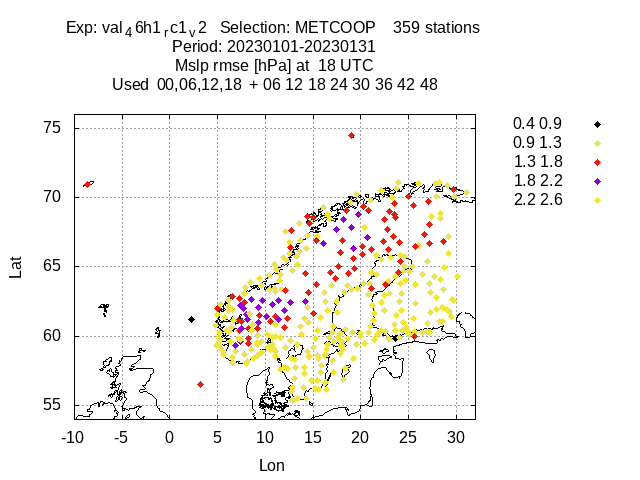 Exp: val4 6h1rc1v2 Selection: METCOOP 359 stations
Period: 20230101-20230131
Mslp rmse [hPa] at 18 UTC
Used 00,06,12,18 + 06 12 18 24 30 36 42 48
0.4 0.9
0.9 1.3
1.3 1.8
1.8 2.2
2.2 2.6
75
70
65
60
55
Lat
-10 -5 0 5 10 15 20 25 30
Lon